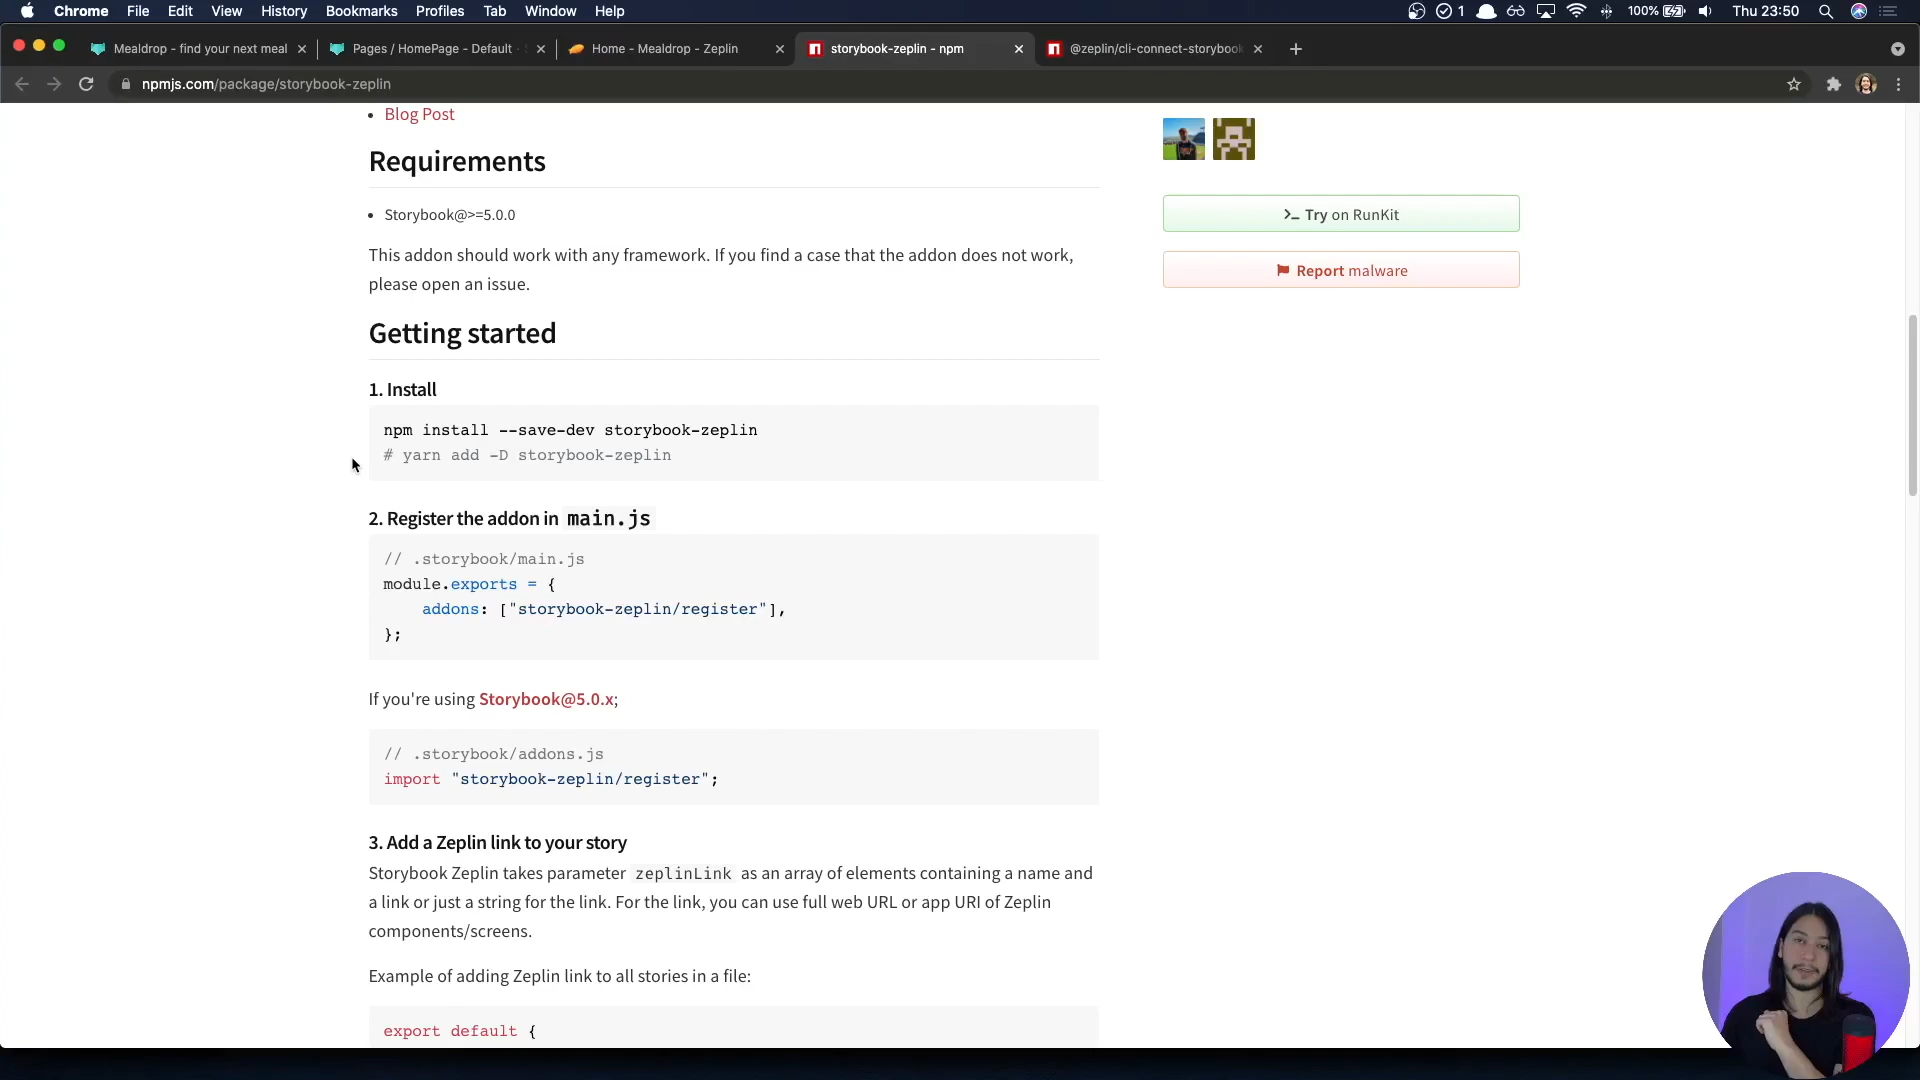 Chrome File Edit View History Bookmarks Profiles Tab Window Help 1 100% Thu 23:50
Mealdrop - find your next meal Pages / HomePage - Default Home - Mealdrop - Zeplin storybook-zeplin - npm @zeplin/cli-connect-storybook
npmjs.com/package/storybook-zeplin
• Blog Post
Requirements
• Storybook@>=5.0.0
This addon should work with any framework. If you find a case that the addon does not work,
please open an issue.
Getting started
1. Install
npm install --save-dev storybook-zeplin
# yarn add -D storybook-zeplin
2. Register the addon in main.js
// .storybook/main.js
module.exports = {
addons: ["storybook-zeplin/register"],
};
If you're using Storybook@5.0.x;
// .storybook/addons.js
import "storybook-zeplin/register";
3. Add a Zeplin link to your story
Storybook Zeplin takes parameter zeplinLink as an array of elements containing a name and
a link or just a string for the link. For the link, you can use full web URL or app URI of Zeplin
components/screens.
Example of adding Zeplin link to all stories in a file:
export default {
>_ Try on RunKit
Report malware